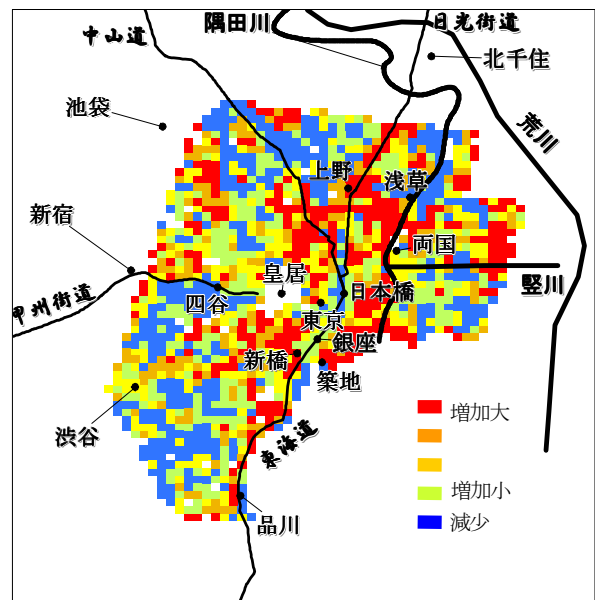 隅田川
日光街道
中山道
北千住
池袋
荒川
上野
浅草
新宿
両国
皇居
竪川
四谷
日本橋
甲州街道
東京
銀座
新橋
築地
渋谷
東海道
品川
増加大
増加小
減少